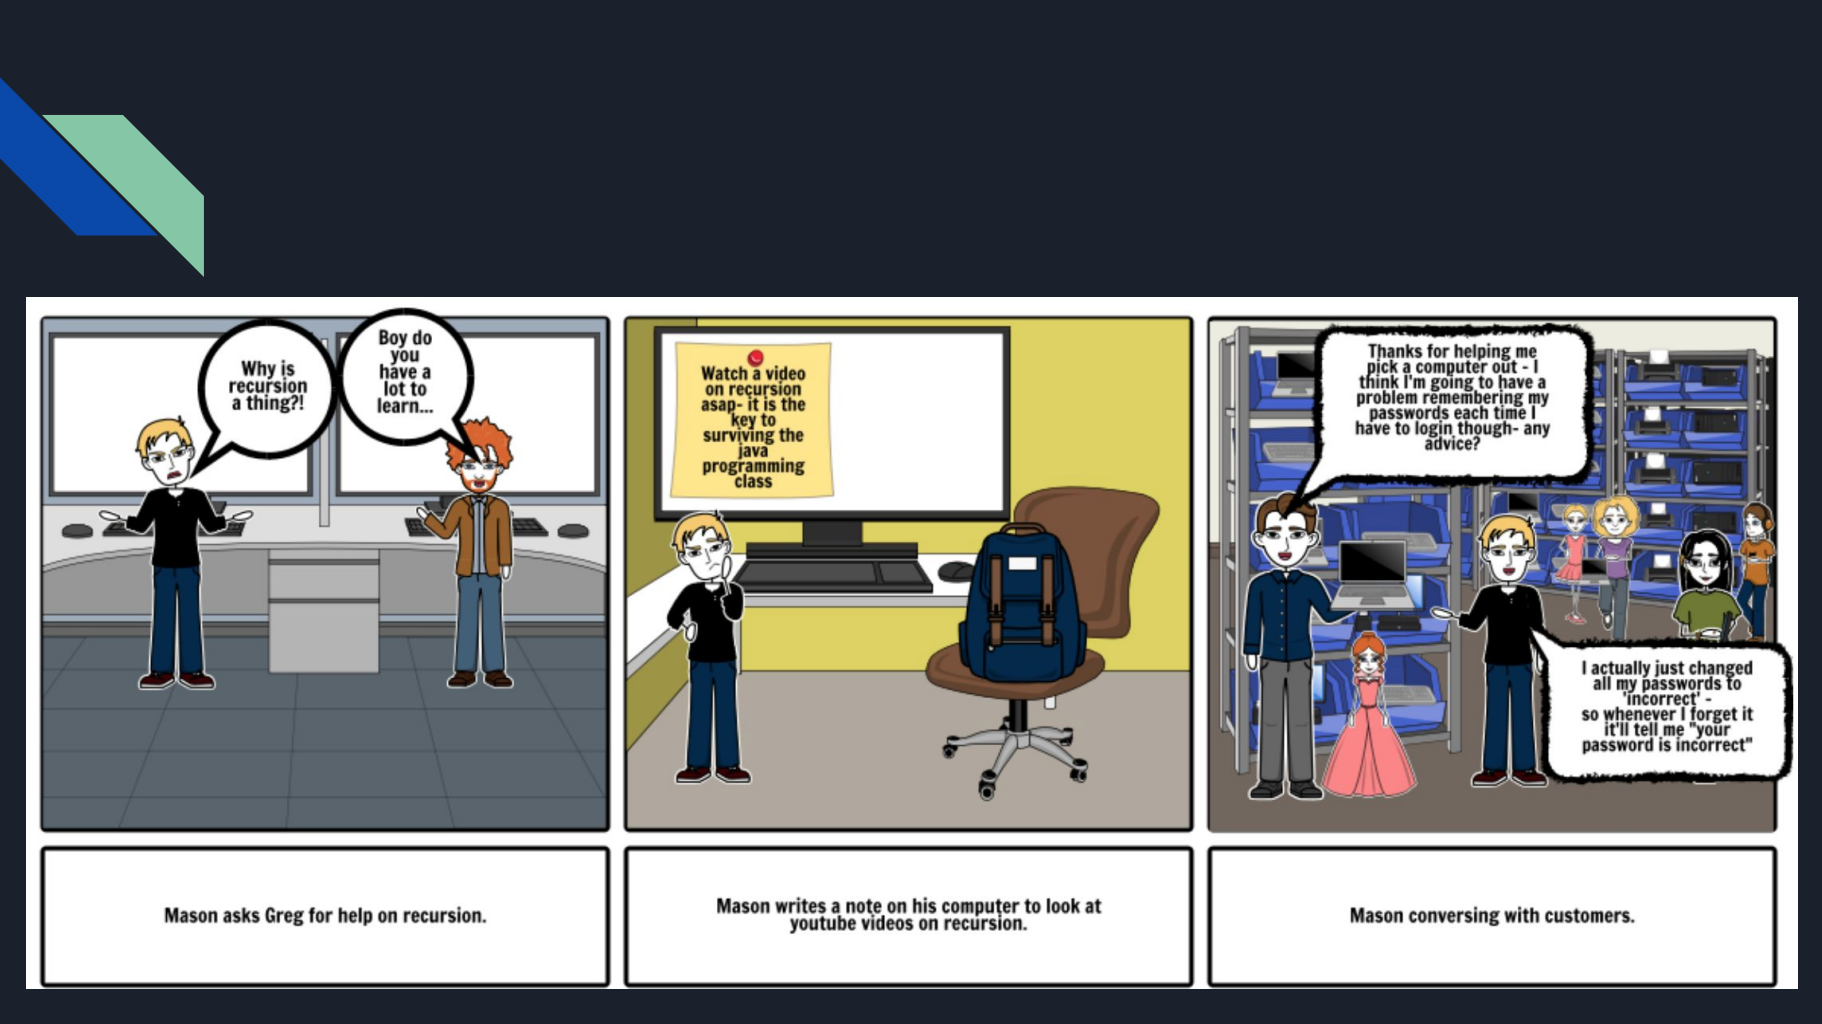 Why is
recursion
a thing?!
Boy do
you
have a
lot to
learn...
Watch a video
on recursion
asap- it is the
key to
surviving the
java
programming
class
Thanks for helping me
pick a computer out - I
think I'm going to have a
problem remembering my
passwords each time I
have to login though- any
advice?
I actually just changed
all my passwords to
'incorrect' -
so whenever I forget it
it'll tell me "your
password is incorrect"
Mason asks Greg for help on recursion.
Mason writes a note on his computer to look at
youtube videos on recursion.
Mason conversing with customers.